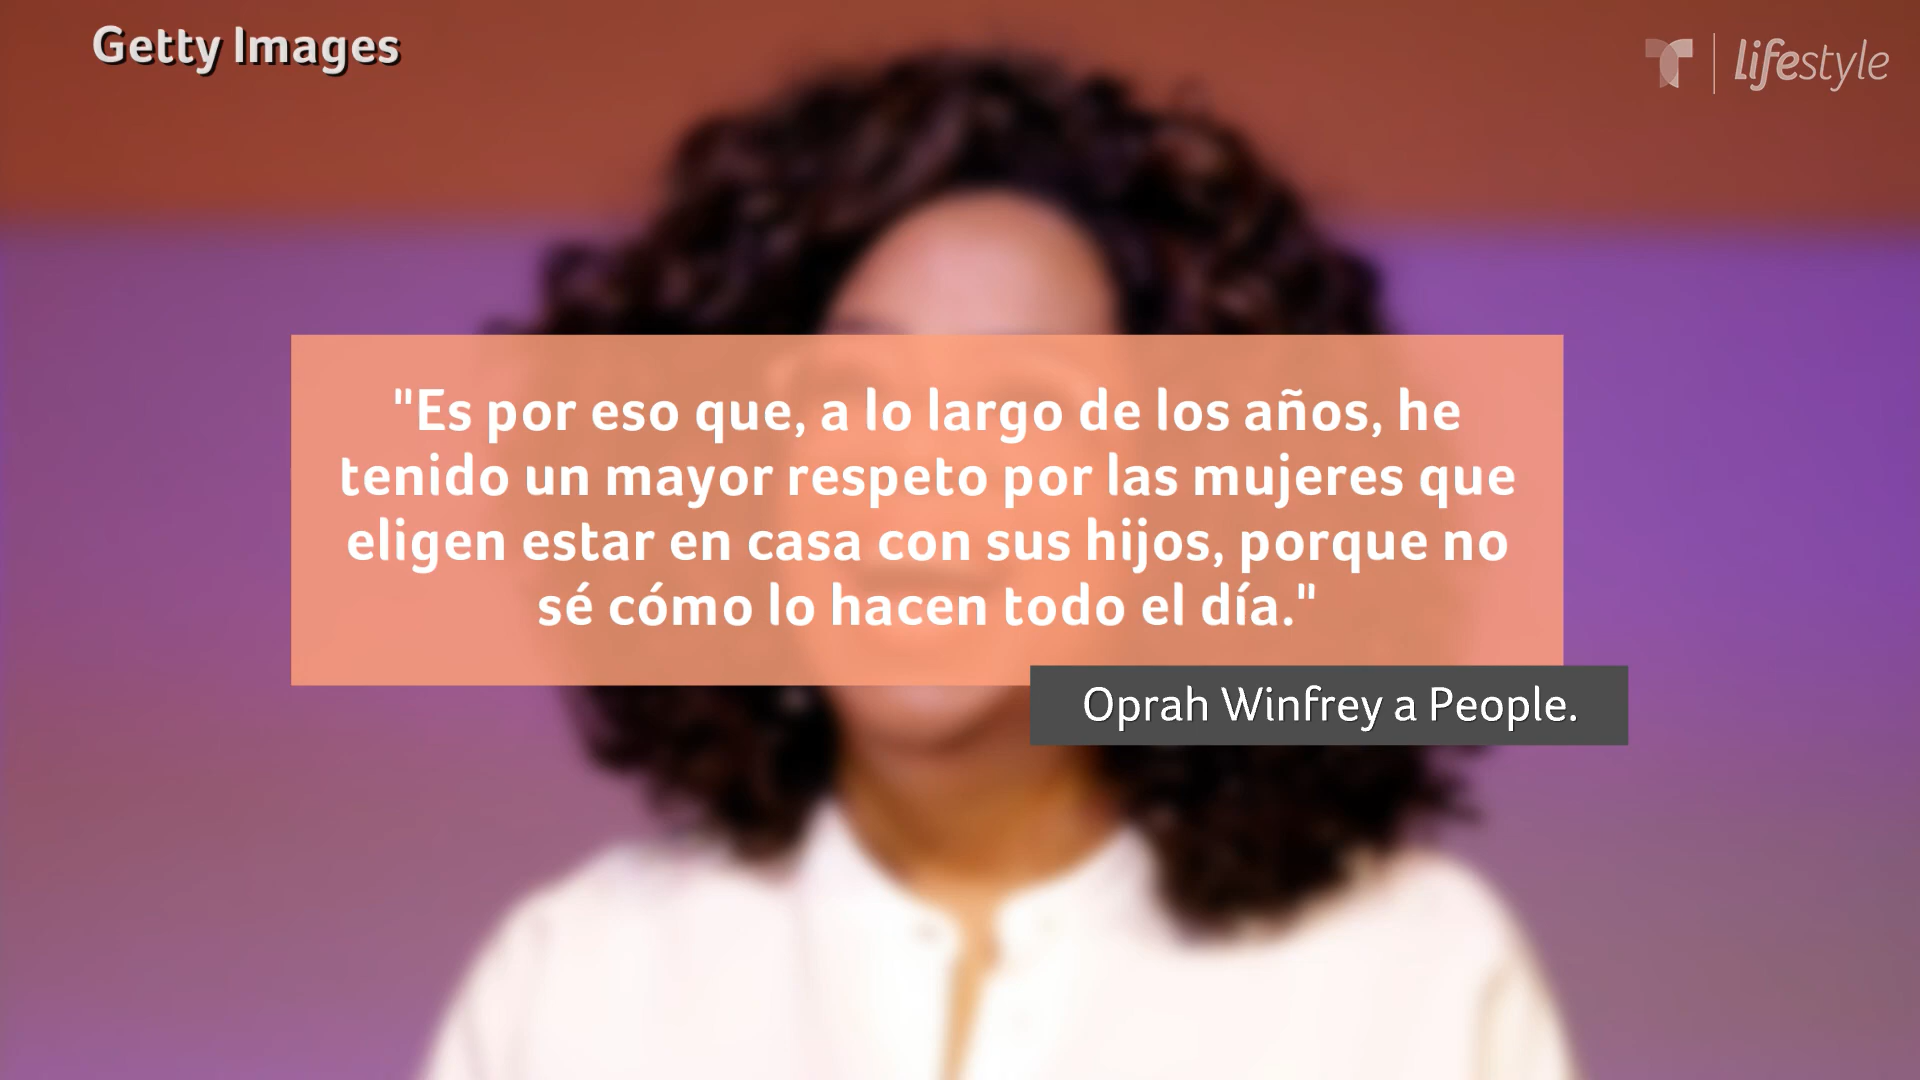 Getty Images
lifestyle
"Es por eso que, a lo largo de los años, he
tenido un mayor respeto por las mujeres que
eligen estar en casa con sus hijos, porque no
sé cómo lo hacen todo el día."
Oprah Winfrey a People.